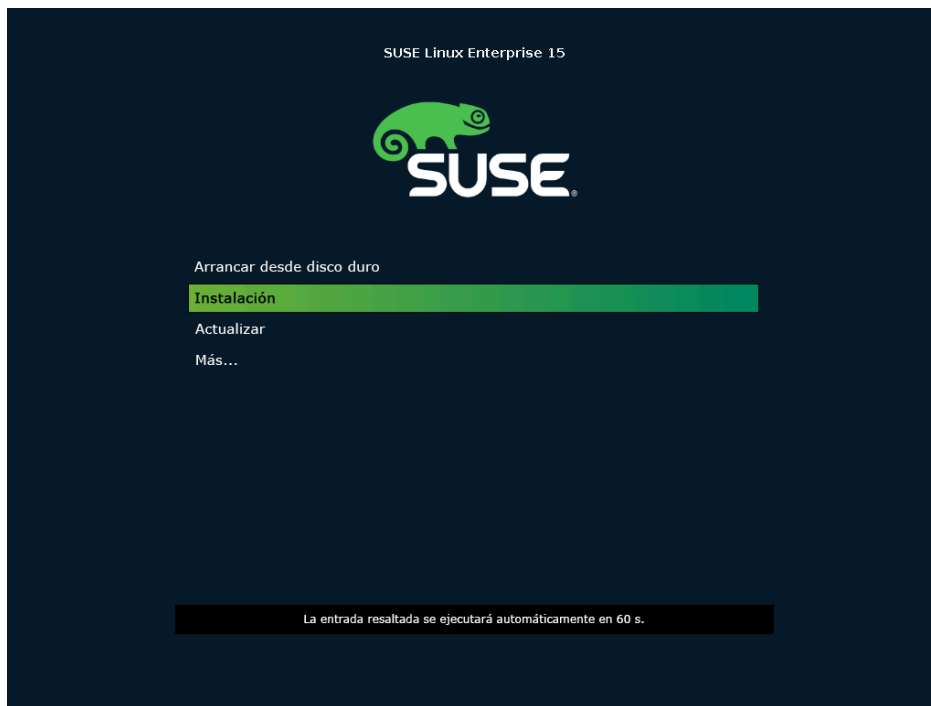 SUSE Linux Enterprise 15
SUSE®
Arrancar desde disco duro
Instalación
Actualizar
Más...
La entrada resaltada se ejecutará automáticamente en 60 s.